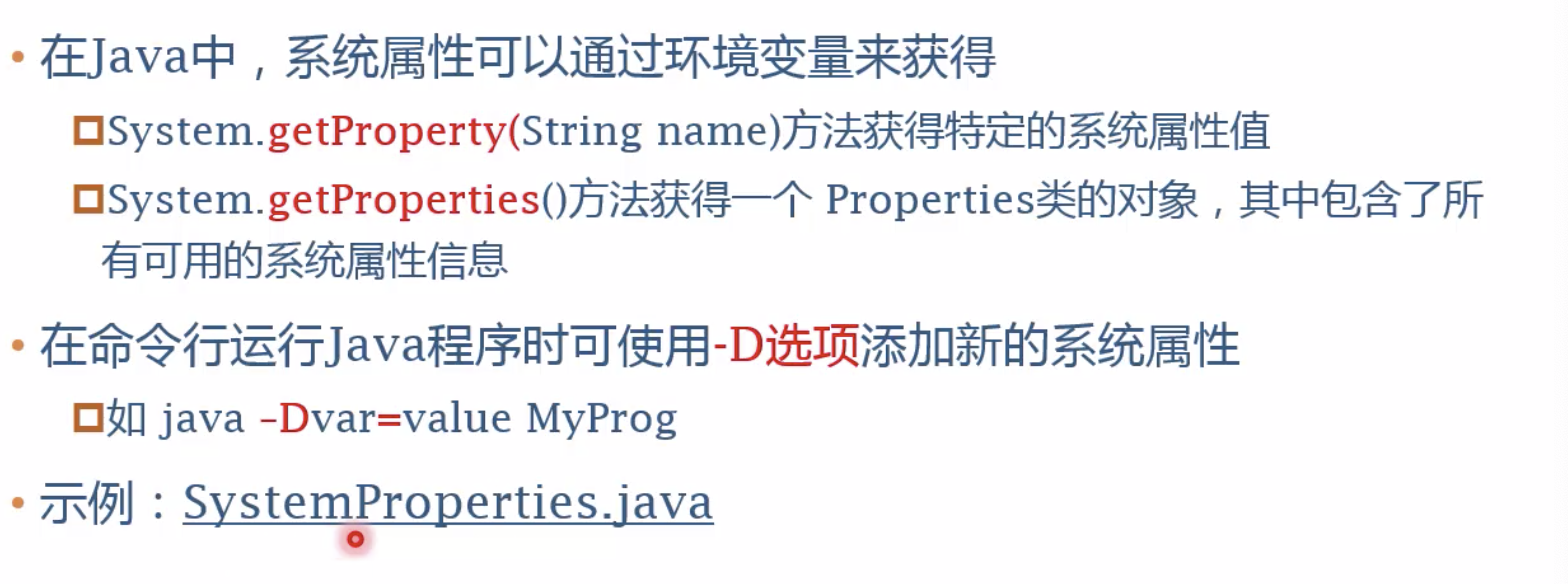 • 在Java中，系统属性可以通过环境变量来获得
System.getProperty(String name)方法获得特定的系统属性值
System.getProperties()方法获得一个 Properties类的对象，其中包含了所
有可用的系统属性信息
• 在命令行运行Java程序时可使用-D选项添加新的系统属性
如 java –Dvar=value MyProg
• 示例：SystemProperties.java